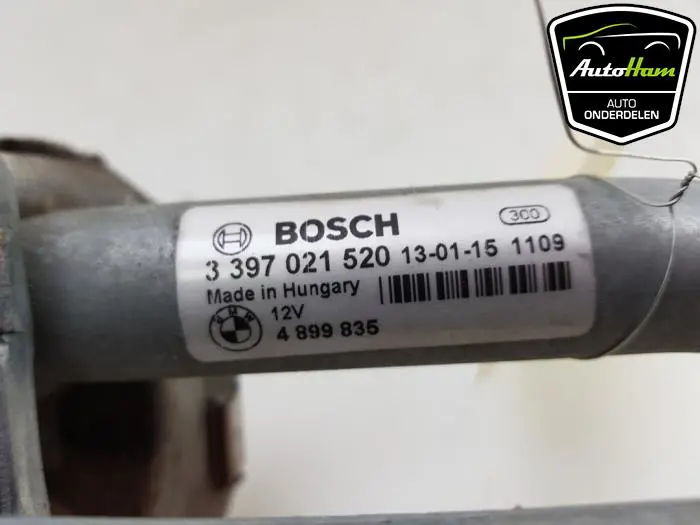 AutoHam
AUTO
ONDERDELEN
BOSCH
300
3 397 021 520 13-01-15 1109
Made in Hungary
12V
BMW
4 899 835